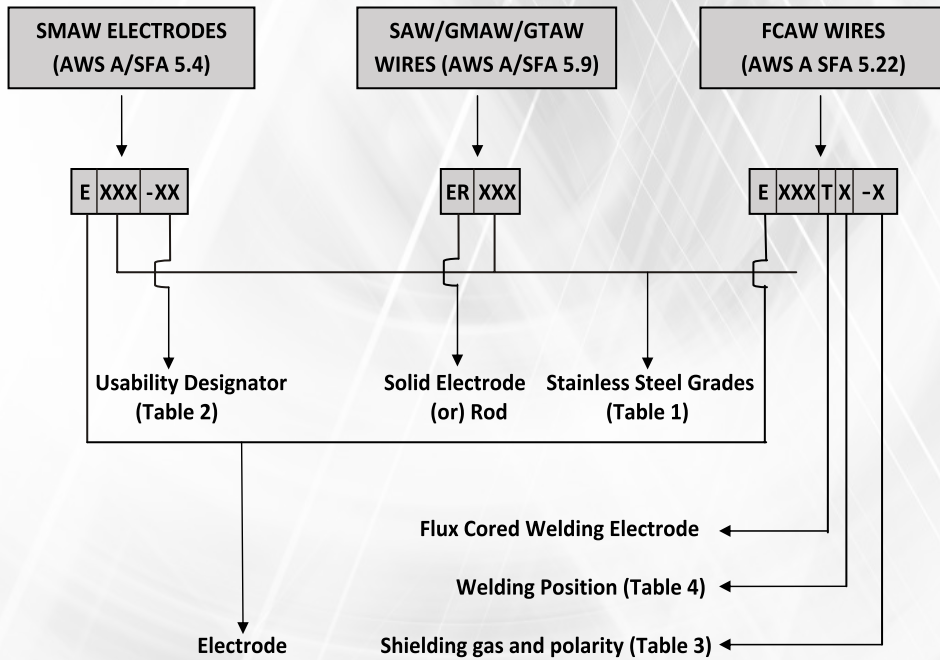 SMAW ELECTRODES
(AWS A/SFA 5.4)
SAW/GMAW/GTAW
WIRES (AWS A/SFA 5.9)
FCAW WIRES
(AWS A SFA 5.22)
E XXX -XX
ER XXX
E XXX T X -X
Usability Designator
(Table 2)
Solid Electrode
(or) Rod
Stainless Steel Grades
(Table 1)
Flux Cored Welding Electrode
Welding Position (Table 4)
Electrode
Shielding gas and polarity (Table 3)